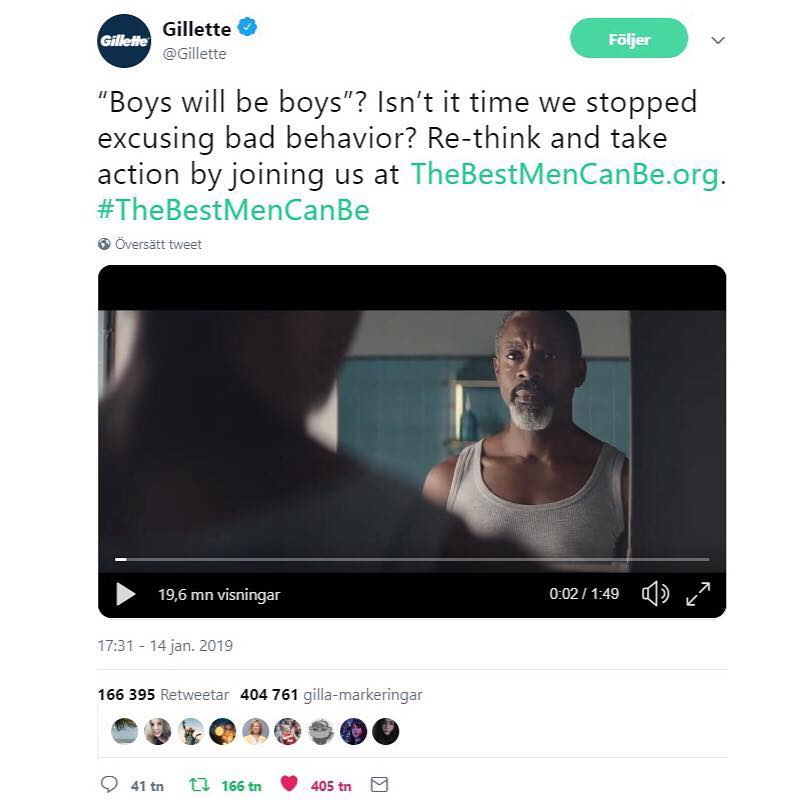 Gillette
Gillette
@Gillette
Följer
“Boys will be boys”? Isn’t it time we stopped
excusing bad behavior? Re-think and take
action by joining us at TheBestMenCanBe.org.
#TheBestMenCanBe
Översätt tweet
19,6 mn visningar
0:02 / 1:49
17:31 - 14 jan. 2019
166 395 Retweetar 404 761 gilla-markeringar
41 tn 166 tn 405 tn